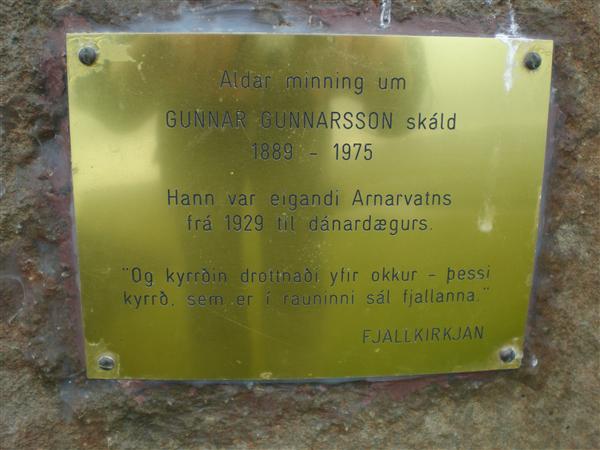 Aldar minning um
GUNNAR GUNNARSSON skáld
1889 - 1975
Hann var eigandi Arnarvatns
frá 1929 til dánardægurs.
"Og kyrrðin drottnaði yfir okkur - þessi
kyrrð, sem er í rauninni sál fjallanna."
FJALLKIRKJAN